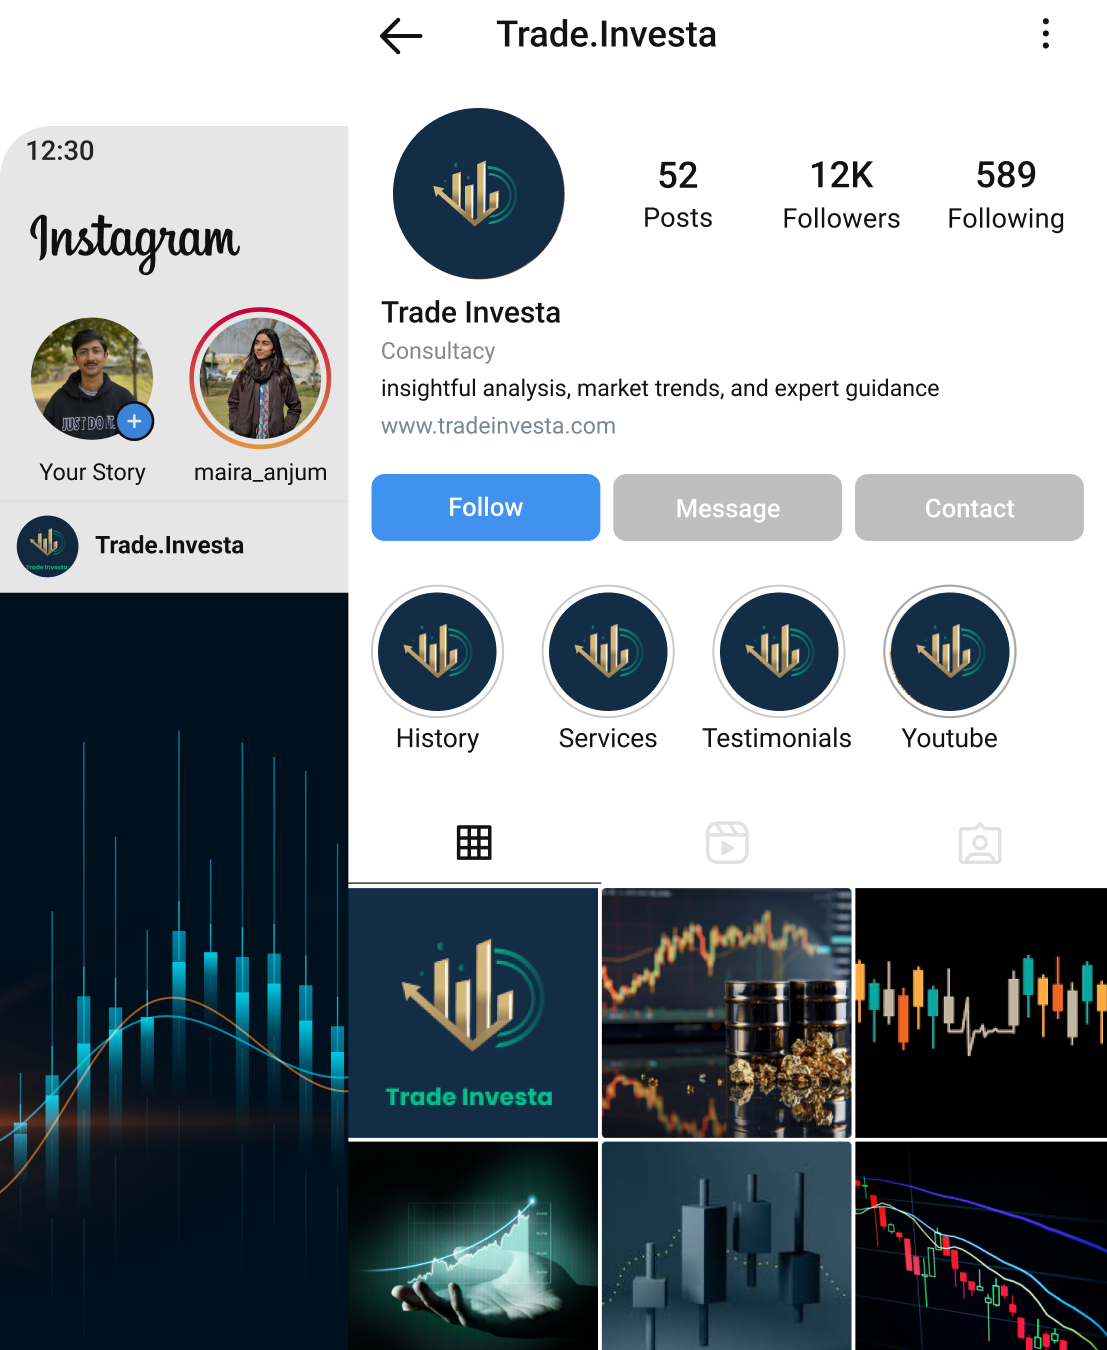 12:30
Instagram
JUST DO IT.
Your Story
maira_anjum
Trade Investa
Trade.Investa
Trade.Investa
52
Posts
12K
Followers
589
Following
Trade Investa
Consultacy
insightful analysis, market trends, and expert guidance
www.tradeinvesta.com
Follow
Message
Contact
History
Services
Testimonials
Youtube
Trade Investa